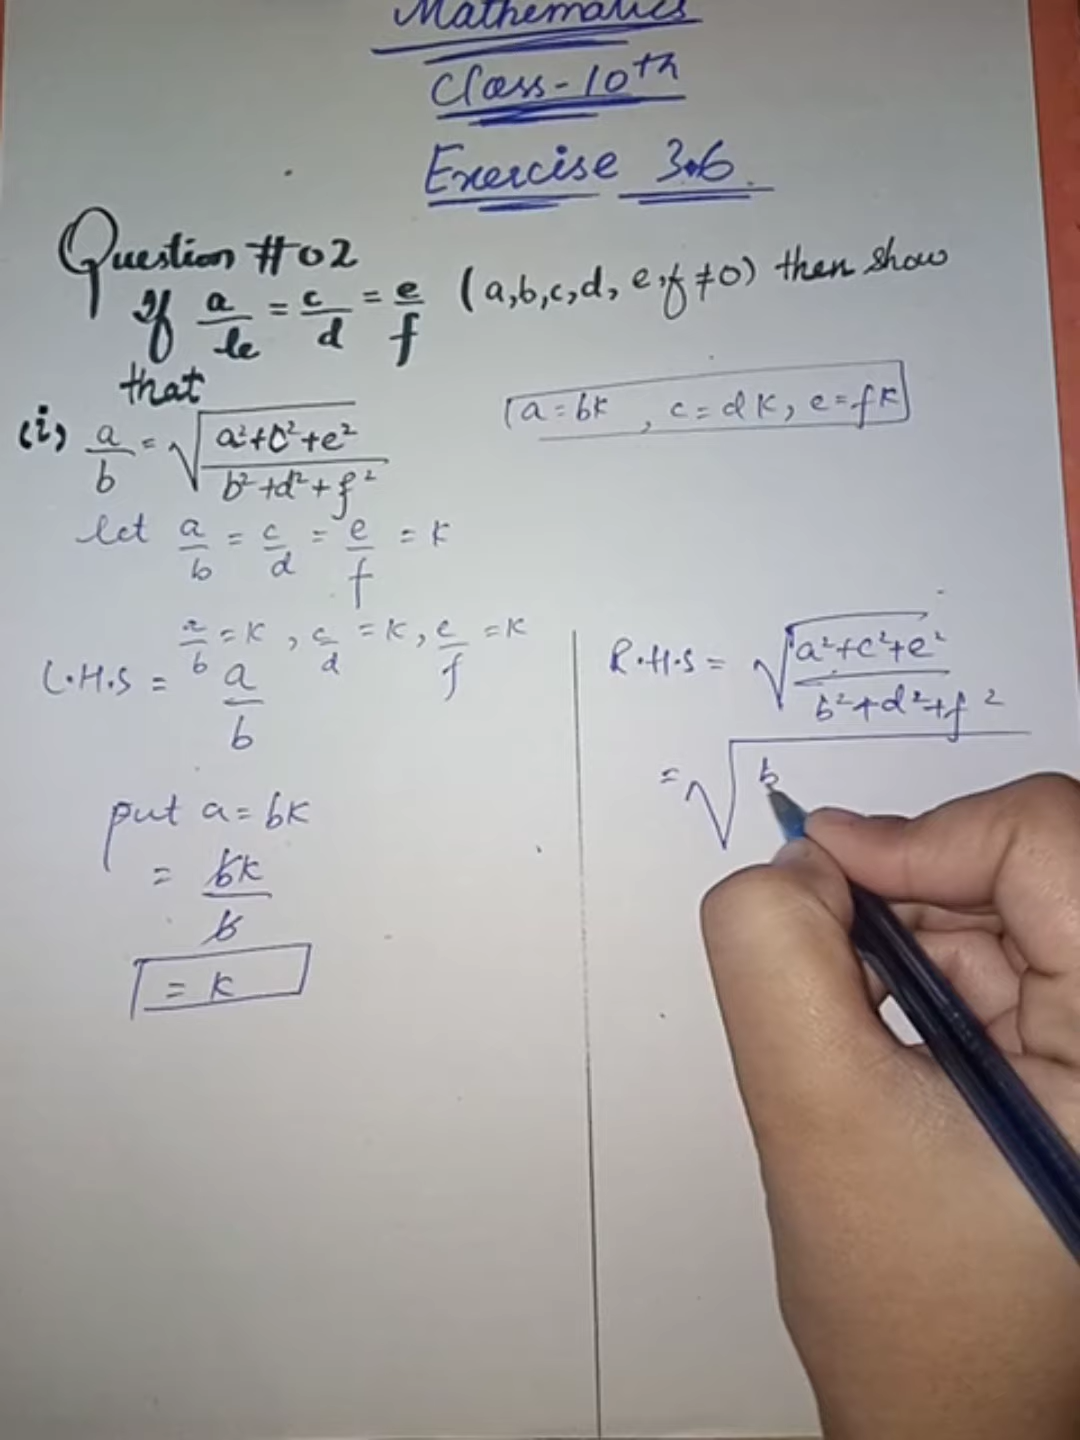 Mathematics
Class-10th
Exercise 3.6
Question #02
If a/b = c/d = e/f (a,b,c,d, e,f ≠0) then show
that
(i) a/b = √(a²+c²+e² / b²+d²+f²)
a=bk, c=dk, e=fk
let a/b = c/d = e/f = k
a/b = k, c/d = k, e/f = k
L.H.S = a/b
put a=bk
= bk/b
= k
R.H.S = √(a²+c²+e² / b²+d²+f²)
= √b